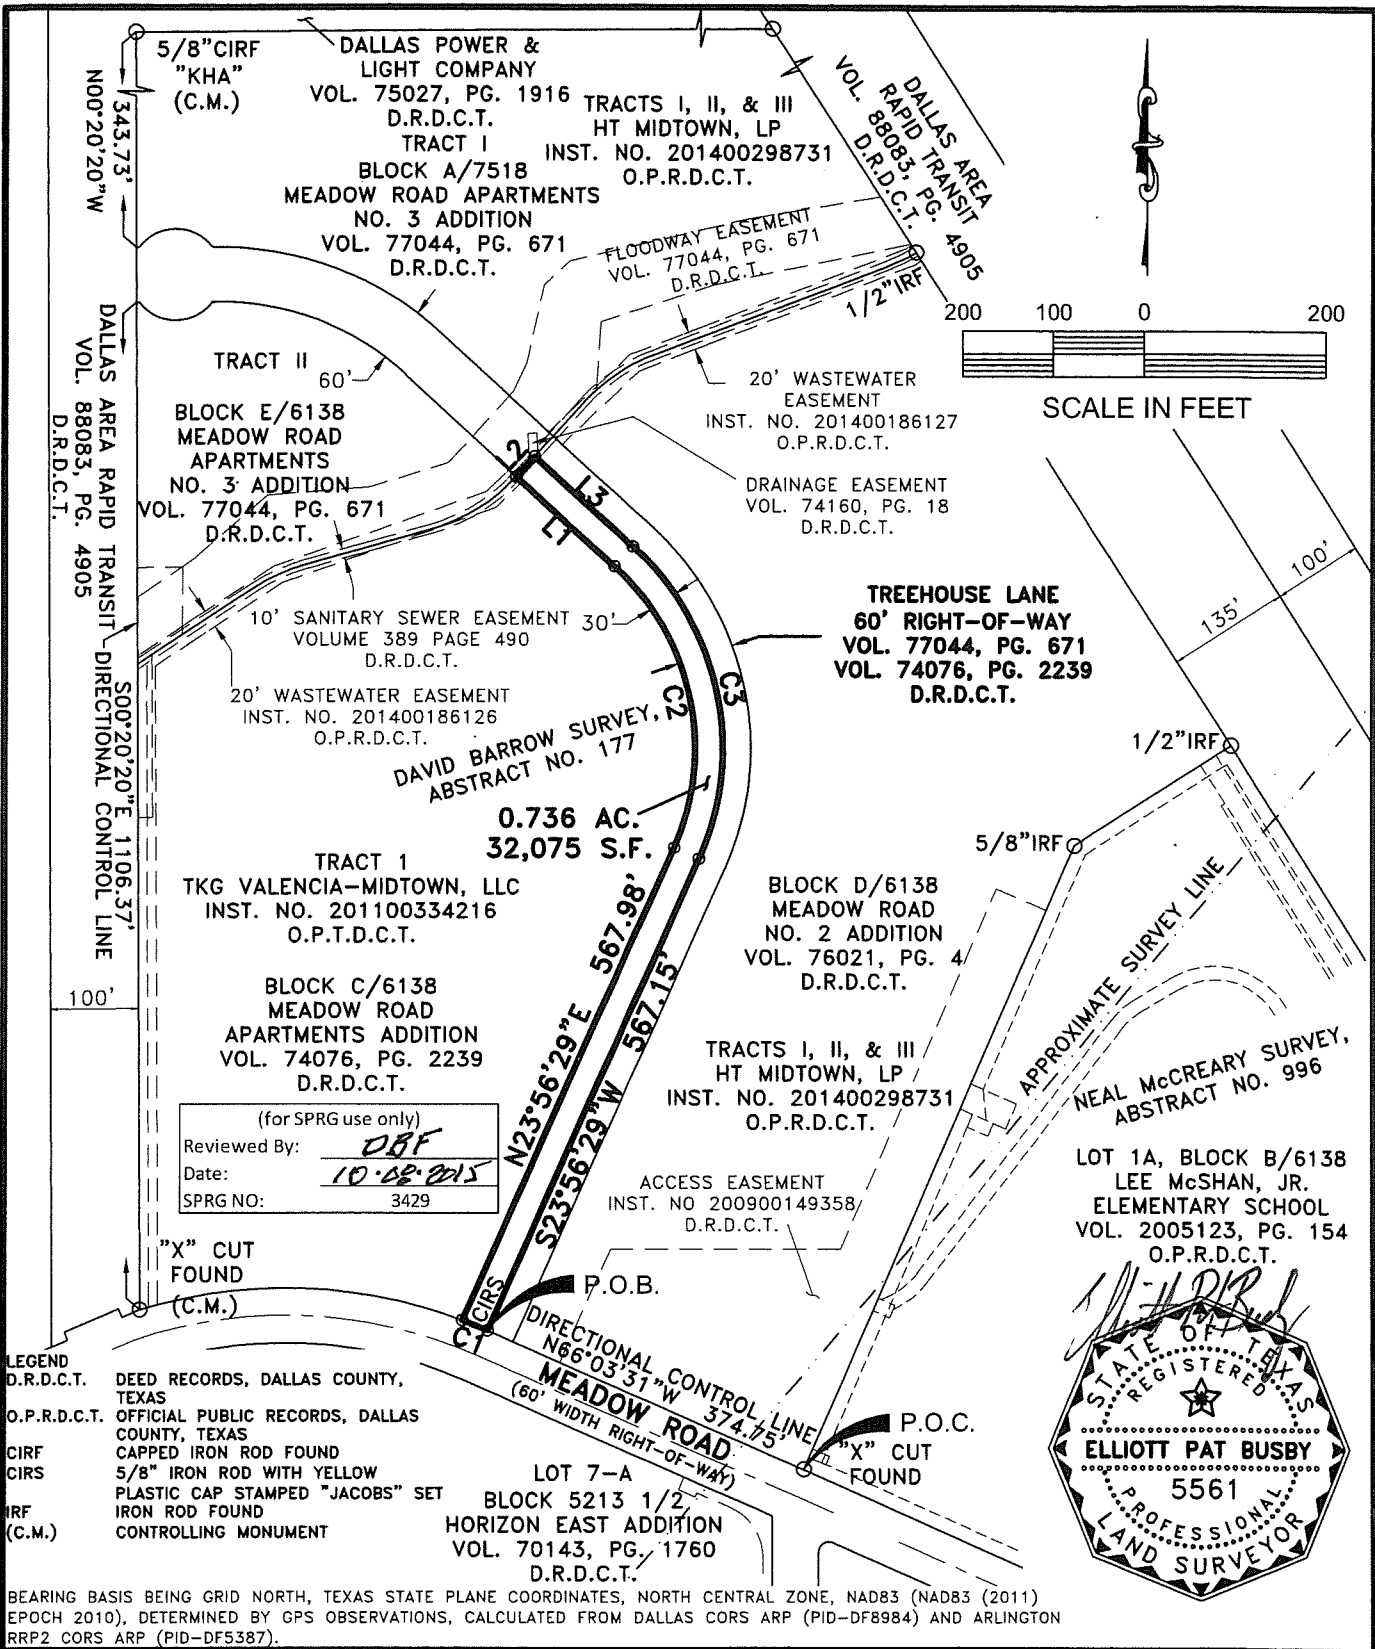 5/8"CIRF
"KHA"
(C.M.)
343.73'
N00°20'20"W
DALLAS POWER &
LIGHT COMPANY
VOL. 75027, PG. 1916
D.R.D.C.T.
TRACT I
BLOCK A/7518
MEADOW ROAD APARTMENTS
NO. 3 ADDITION
VOL. 77044, PG. 671
D.R.D.C.T.
TRACTS I, II, & III
HT MIDTOWN, LP
INST. NO. 201400298731
O.P.R.D.C.T.
DALLAS AREA
RAPID TRANSIT
VOL. 88083, PG. 4905
D.R.D.C.T.
FLOODWAY EASEMENT
VOL. 77044, PG. 671
D.R.D.C.T.
1/2"IRF
200 100 0 200
SCALE IN FEET
TRACT II
60'
BLOCK E/6138
MEADOW ROAD
APARTMENTS
NO. 3 ADDITION
VOL. 77044, PG. 671
D.R.D.C.T.
DALLAS AREA RAPID TRANSIT
VOL. 88083, PG. 4905
D.R.D.C.T.
20' WASTEWATER
EASEMENT
INST. NO. 201400186127
O.P.R.D.C.T.
DRAINAGE EASEMENT
VOL. 74160, PG. 18
D.R.D.C.T.
2
L3
L1
10' SANITARY SEWER EASEMENT
VOLUME 389 PAGE 490
D.R.D.C.T.
30'
20' WASTEWATER EASEMENT
INST. NO. 201400186126
O.P.R.D.C.T.
TREEHOUSE LANE
60' RIGHT-OF-WAY
VOL. 77044, PG. 671
VOL. 74076, PG. 2239
D.R.D.C.T.
100'
135'
C2
C3
DAVID BARROW SURVEY,
ABSTRACT NO. 177
S00°20'20"E 1106.37'
DIRECTIONAL CONTROL LINE
1/2"IRF
0.736 AC.
32,075 S.F.
5/8"IRF
TRACT 1
TKG VALENCIA-MIDTOWN, LLC
INST. NO. 201100334216
O.P.T.D.C.T.
BLOCK D/6138
MEADOW ROAD
NO. 2 ADDITION
VOL. 76021, PG. 4
D.R.D.C.T.
APPROXIMATE SURVEY LINE
100'
BLOCK C/6138
MEADOW ROAD
APARTMENTS ADDITION
VOL. 74076, PG. 2239
D.R.D.C.T.
N23°56'29"E 567.98'
S23°56'29"W 567.15'
TRACTS I, II, & III
HT MIDTOWN, LP
INST. NO. 201400298731
O.P.R.D.C.T.
NEAL McCREARY SURVEY,
ABSTRACT NO. 996
(for SPRG use only)
Reviewed By: DBF
Date: 10·08·2015
SPRG NO: 3429
ACCESS EASEMENT
INST. NO 200900149358
D.R.D.C.T.
LOT 1A, BLOCK B/6138
LEE McSHAN, JR.
ELEMENTARY SCHOOL
VOL. 2005123, PG. 154
O.P.R.D.C.T.
"X" CUT
FOUND
(C.M.)
CIRS
C1
P.O.B.
DIRECTIONAL CONTROL LINE
N66°03'31"W 374.75'
MEADOW ROAD
(60' WIDTH RIGHT-OF-WAY)
P.O.C.
"X" CUT
FOUND
STATE OF TEXAS
REGISTERED
ELLIOTT PAT BUSBY
5561
PROFESSIONAL
LAND SURVEYOR
LOT 7-A
BLOCK 5213 1/2,
HORIZON EAST ADDITION
VOL. 70143, PG. 1760
D.R.D.C.T.
LEGEND
D.R.D.C.T. DEED RECORDS, DALLAS COUNTY,
TEXAS
O.P.R.D.C.T. OFFICIAL PUBLIC RECORDS, DALLAS
COUNTY, TEXAS
CIRF CAPPED IRON ROD FOUND
CIRS 5/8" IRON ROD WITH YELLOW
PLASTIC CAP STAMPED "JACOBS" SET
IRF IRON ROD FOUND
(C.M.) CONTROLLING MONUMENT
BEARING BASIS BEING GRID NORTH, TEXAS STATE PLANE COORDINATES, NORTH CENTRAL ZONE, NAD83 (NAD83 (2011)
EPOCH 2010), DETERMINED BY GPS OBSERVATIONS, CALCULATED FROM DALLAS CORS ARP (PID-DF8984) AND ARLINGTON
RRP2 CORS ARP (PID-DF5387).